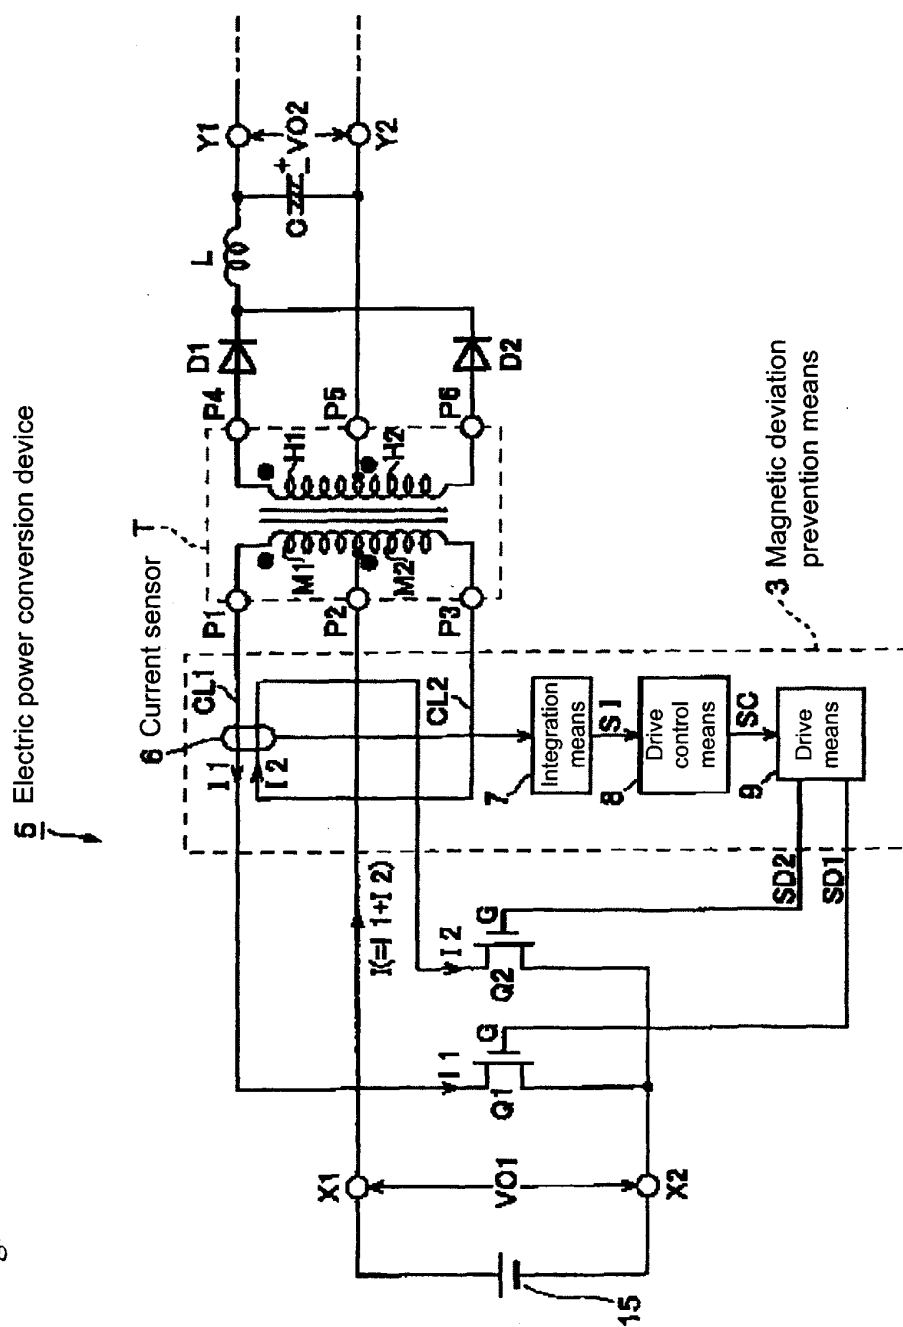 5 Electric power conversion device
6 Current sensor
T
CL1
P1
P4
D1
L
Y1
I1
I2
M1
H1
C
+
-
VO2
X1
I(=I1+I2)
P2
P5
Y2
M2
H2
CL2
P3
P6
D2
I1
I2
Q1
G
Q2
G
VO1
15
X2
7
Integration
means
SI
8
Drive
control
means
SC
9
Drive
means
SD2
SD1
3 Magnetic deviation
prevention means